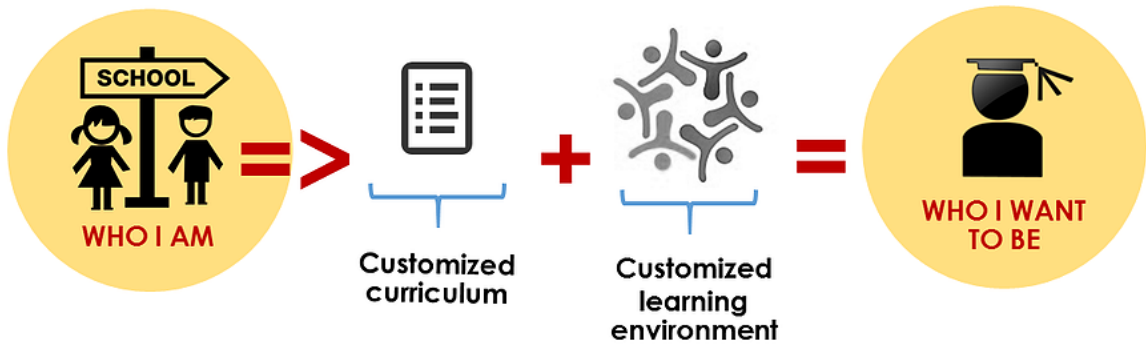 SCHOOL
WHO I AM
=>
Customized
curriculum
+
Customized
learning
environment
=
WHO I WANT
TO BE